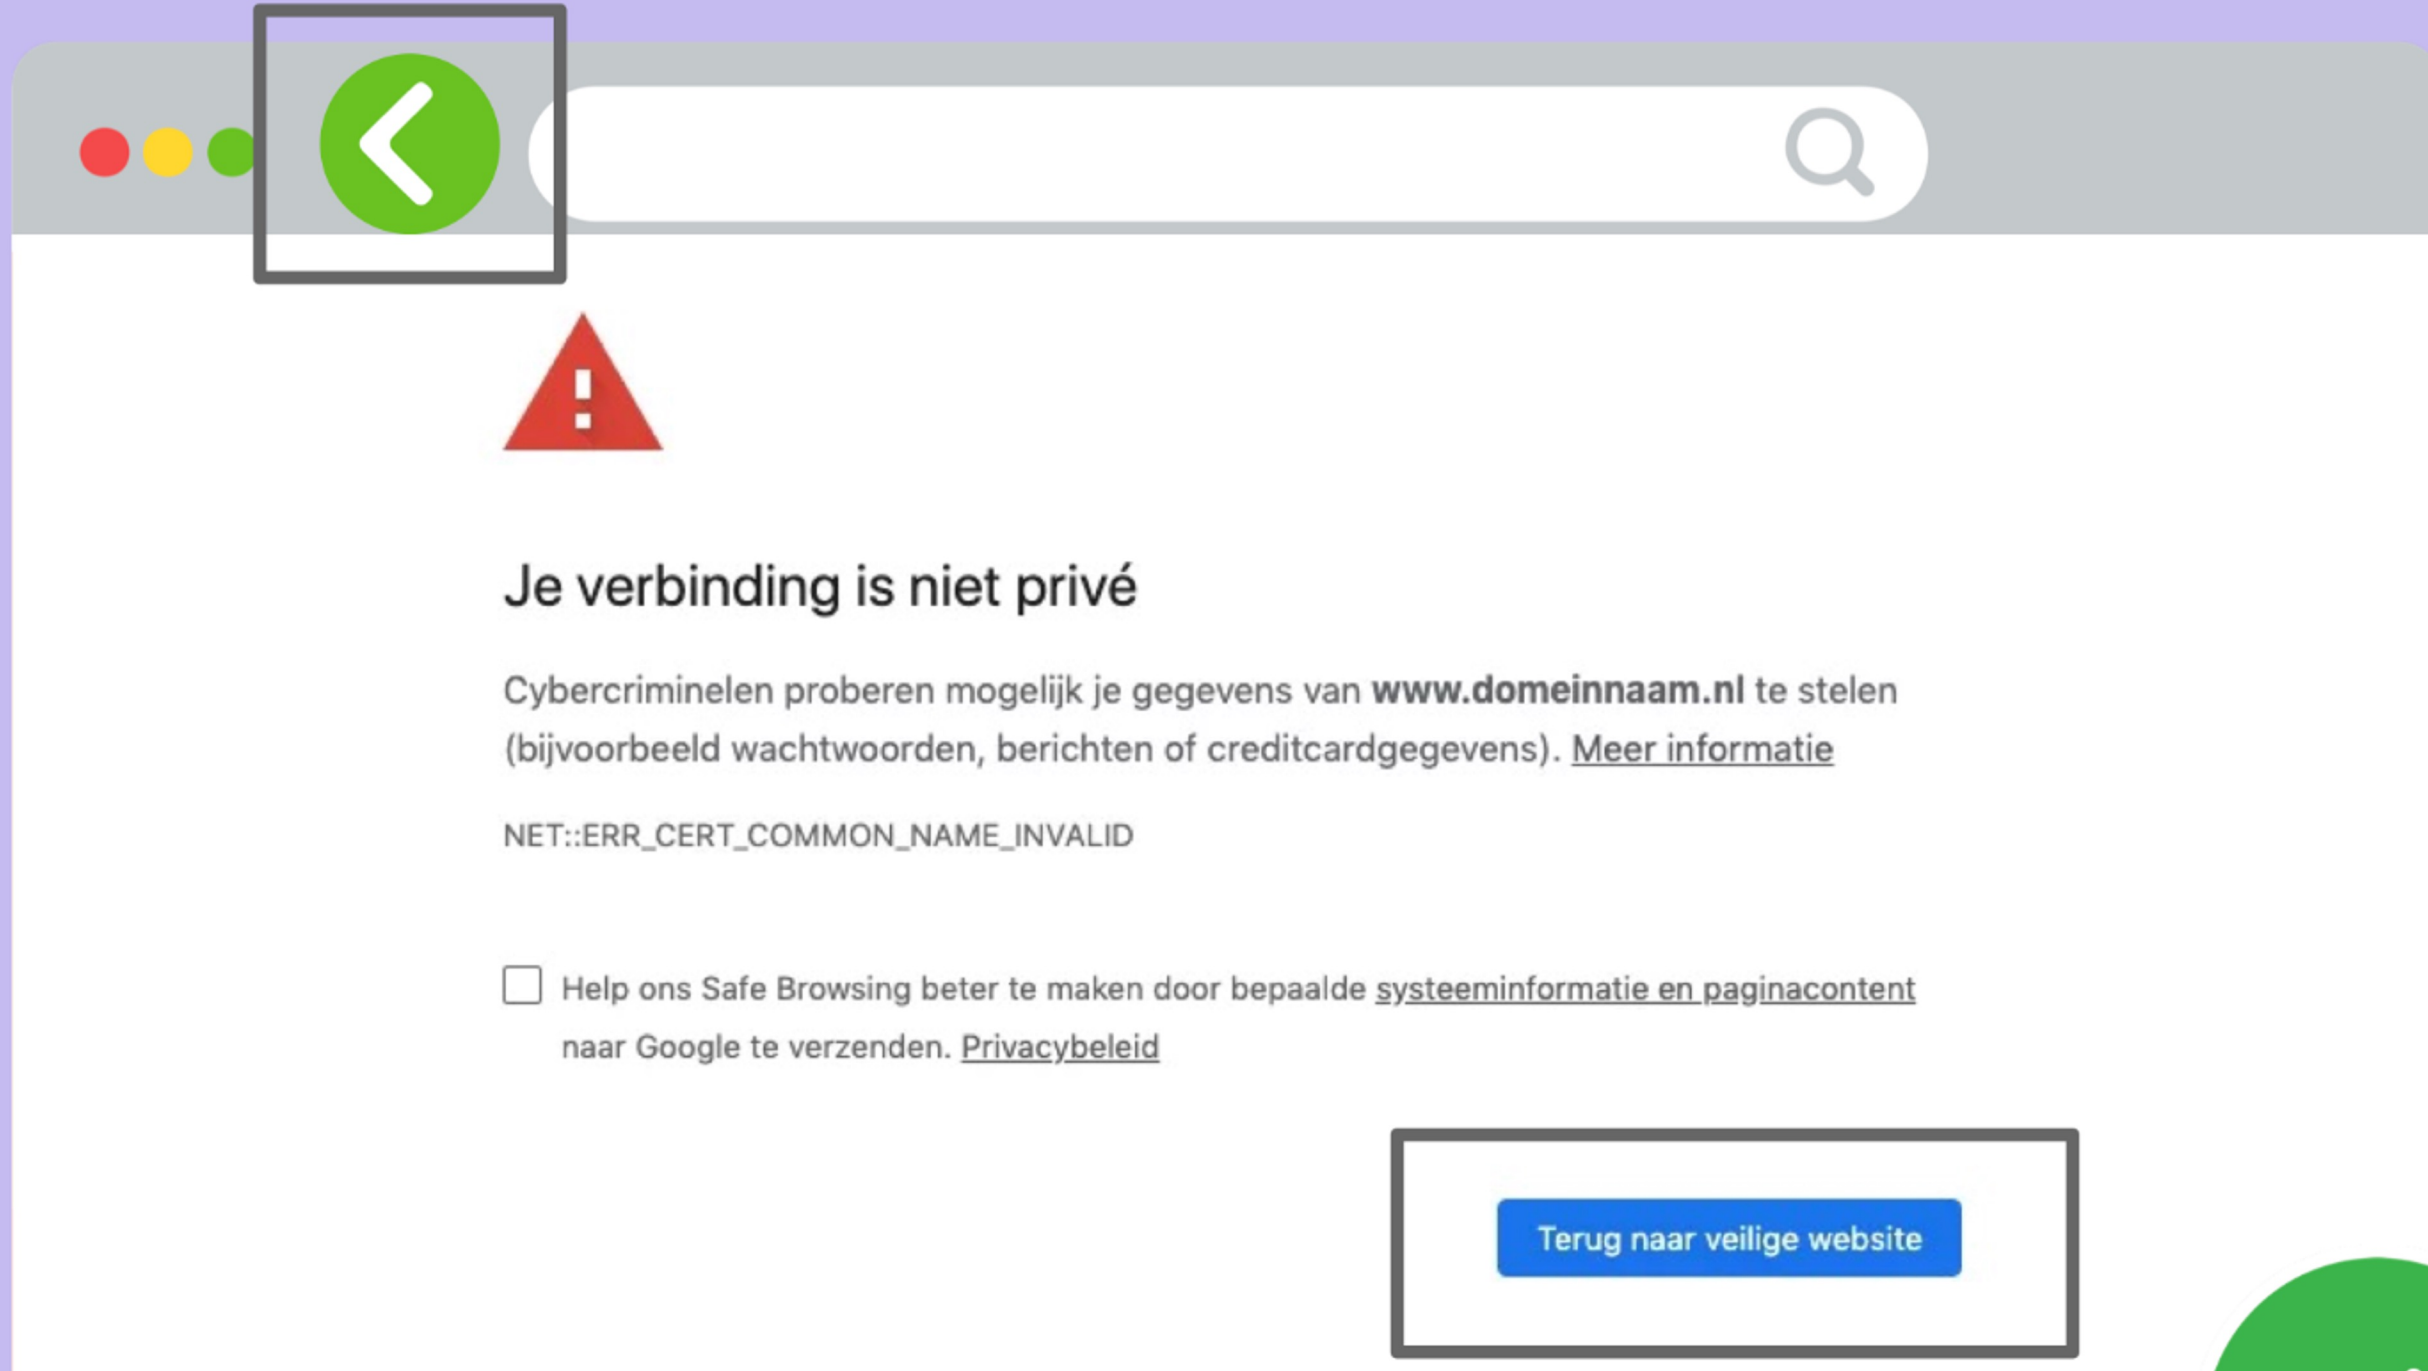 Je verbinding is niet privé
Cybercriminelen proberen mogelijk je gegevens van www.domeinnaam.nl te stelen
(bijvoorbeeld wachtwoorden, berichten of creditcardgegevens). Meer informatie
NET::ERR_CERT_COMMON_NAME_INVALID
Help ons Safe Browsing beter te maken door bepaalde systeeminformatie en paginacontent
naar Google te verzenden. Privacybeleid
Terug naar veilige website